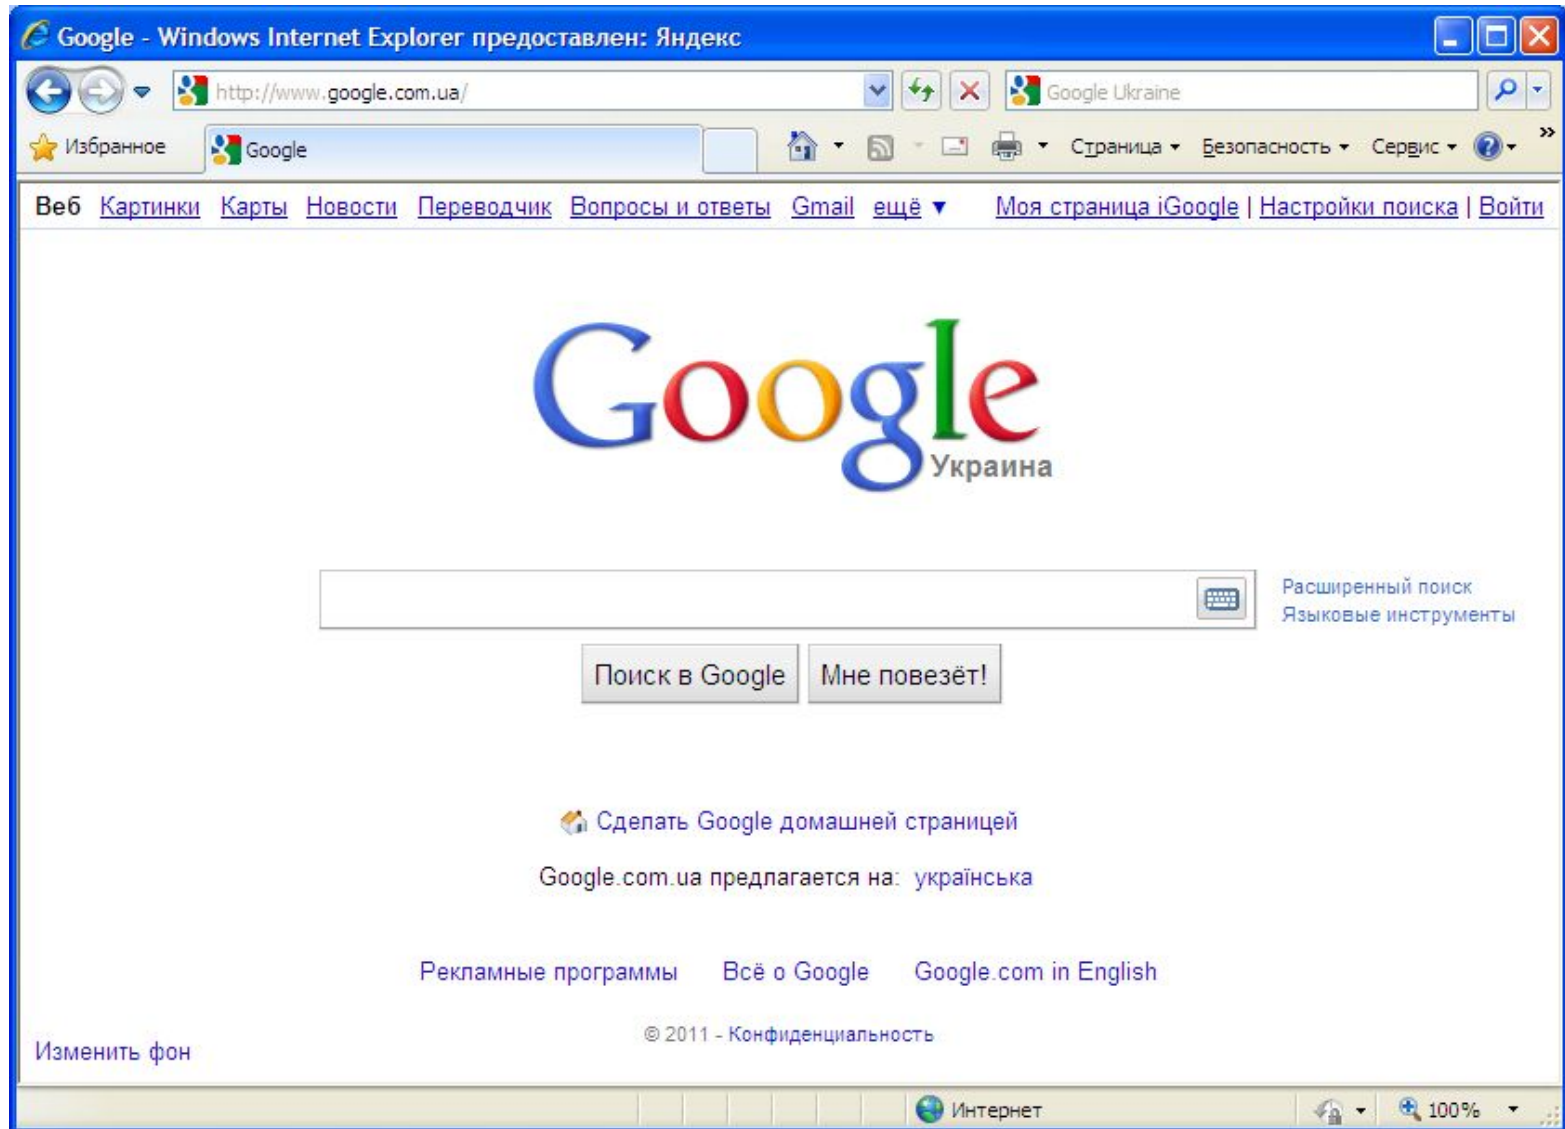 Google - Windows Internet Explorer предоставлен: Яндекс
http://www.google.com.ua/ Google Ukraine
Избранное Google Страница Безопасность Сервис »
Веб Картинки Карты Новости Переводчик Вопросы и ответы Gmail ещё ▼ Моя страница iGoogle | Настройки поиска | Войти
Google
Украина
Расширенный поиск
Языковые инструменты
Поиск в Google Мне повезёт!
Сделать Google домашней страницей
Google.com.ua предлагается на: українська
Рекламные программы Всё о Google Google.com in English
© 2011 - Конфиденциальность
Изменить фон
Интернет 100%